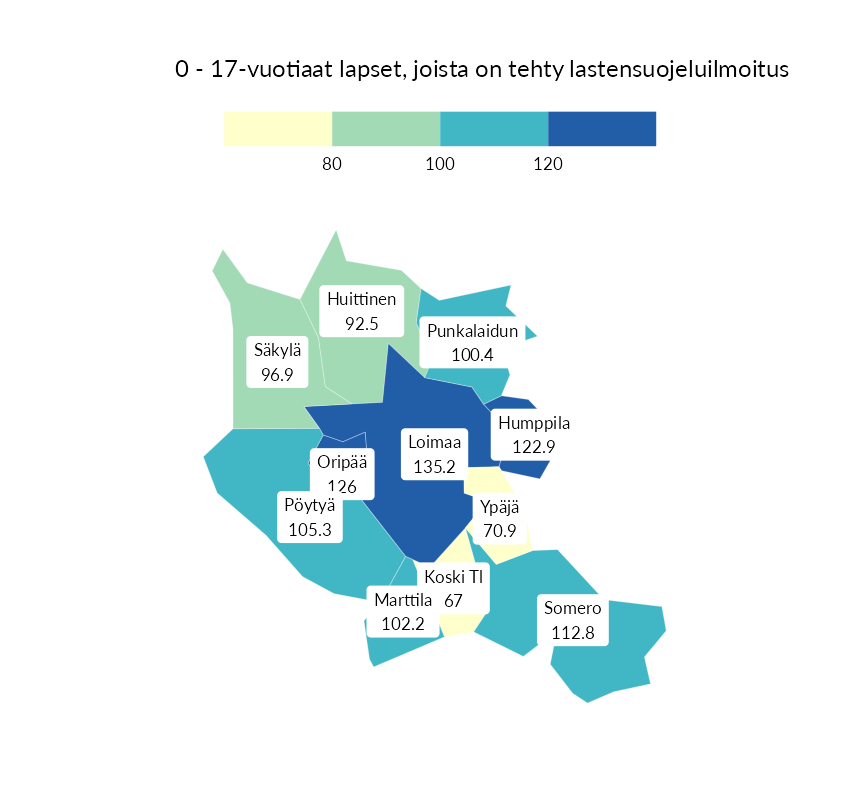 0 - 17-vuotiaat lapset, joista on tehty lastensuojeluilmoitus
80
100
120
Huittinen
92.5
Punkalaidun
100.4
Säkylä
96.9
Humppila
122.9
Loimaa
135.2
Oripää
126
Pöytyä
105.3
Ypäjä
70.9
Koski Tl
67
Marttila
102.2
Somero
112.8